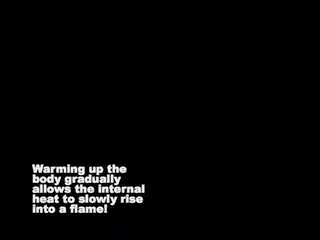 Warming up the
body gradually
allows the internal
heat to slowly rise
into a flame!